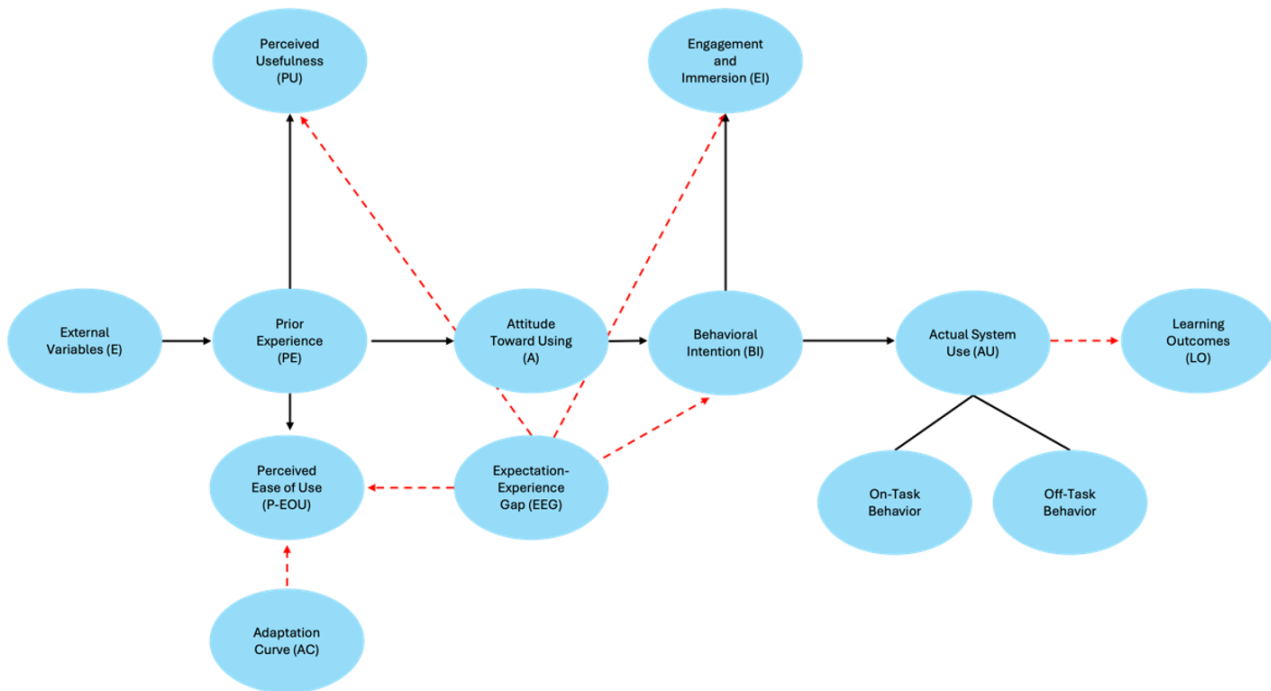 Perceived
Usefulness
(PU)
Engagement
and
Immersion (EI)
External
Variables (E)
Prior
Experience
(PE)
Attitude
Toward Using
(A)
Behavioral
Intention (BI)
Actual System
Use (AU)
Learning
Outcomes
(LO)
Perceived
Ease of Use
(P-EOU)
Expectation-
Experience
Gap (EEG)
On-Task
Behavior
Off-Task
Behavior
Adaptation
Curve (AC)